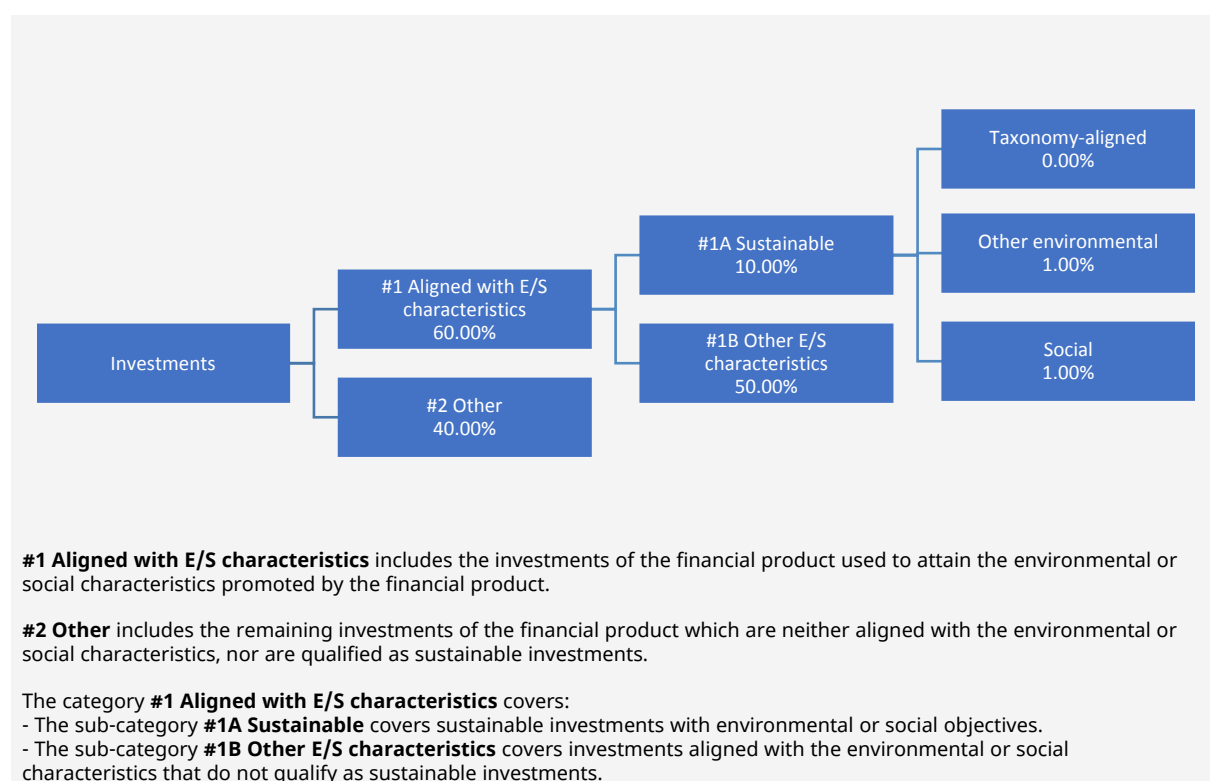 Investments
#1 Aligned with E/S
characteristics
60.00%
#2 Other
40.00%
#1A Sustainable
10.00%
#1B Other E/S
characteristics
50.00%
Taxonomy-aligned
0.00%
Other environmental
1.00%
Social
1.00%
#1 Aligned with E/S characteristics includes the investments of the financial product used to attain the environmental or
social characteristics promoted by the financial product.
#2 Other includes the remaining investments of the financial product which are neither aligned with the environmental or
social characteristics, nor are qualified as sustainable investments.
The category #1 Aligned with E/S characteristics covers:
- The sub-category #1A Sustainable covers sustainable investments with environmental or social objectives.
- The sub-category #1B Other E/S characteristics covers investments aligned with the environmental or social
characteristics that do not qualify as sustainable investments.